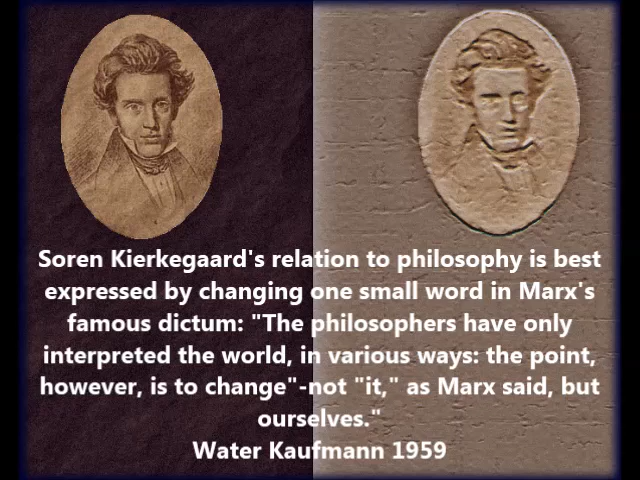 Soren Kierkegaard's relation to philosophy is best
expressed by changing one small word in Marx's
famous dictum: "The philosophers have only
interpreted the world, in various ways: the point,
however, is to change"-not "it," as Marx said, but
ourselves."
Water Kaufmann 1959